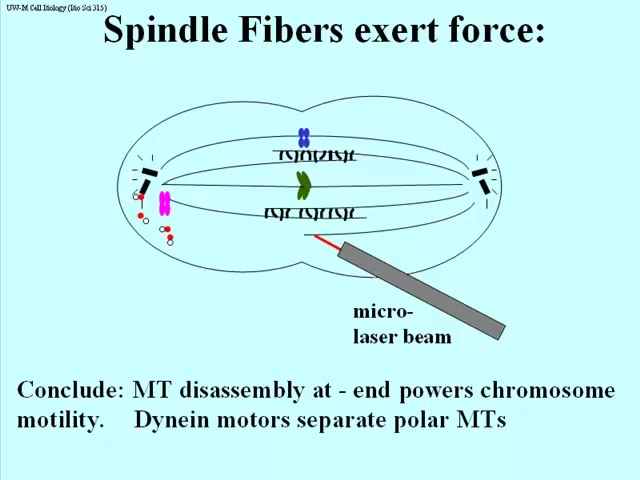 UW-M Cell Biology (Bio Sci 315)
Spindle Fibers exert force:
micro-
laser beam
Conclude: MT disassembly at - end powers chromosome
motility. Dynein motors separate polar MTs